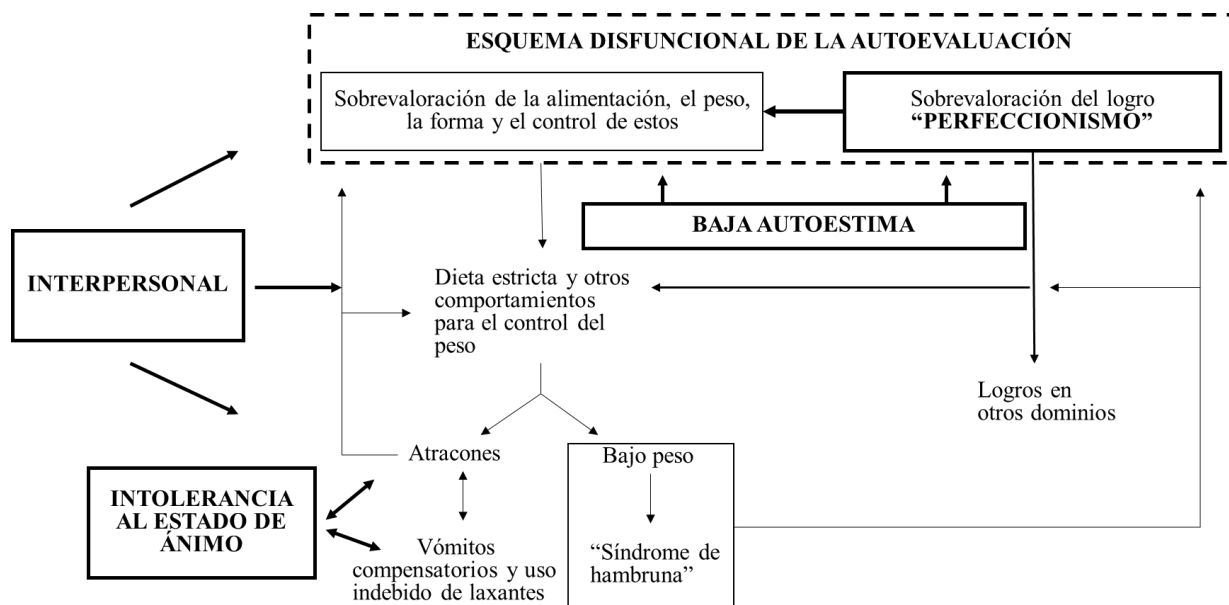 ESQUEMA DISFUNCIONAL DE LA AUTOEVALUACIÓN
Sobrevaloración de la alimentación, el peso,
la forma y el control de estos
Sobrevaloración del logro
“PERFECCIONISMO”
BAJA AUTOESTIMA
INTERPERSONAL
Dieta estricta y otros
comportamientos
para el control del
peso
Logros en
otros dominios
Atracones
Bajo peso
INTOLERANCIA
AL ESTADO DE
ÁNIMO
Vómitos
compensatorios y uso
indebido de laxantes
“Síndrome de
hambruna”